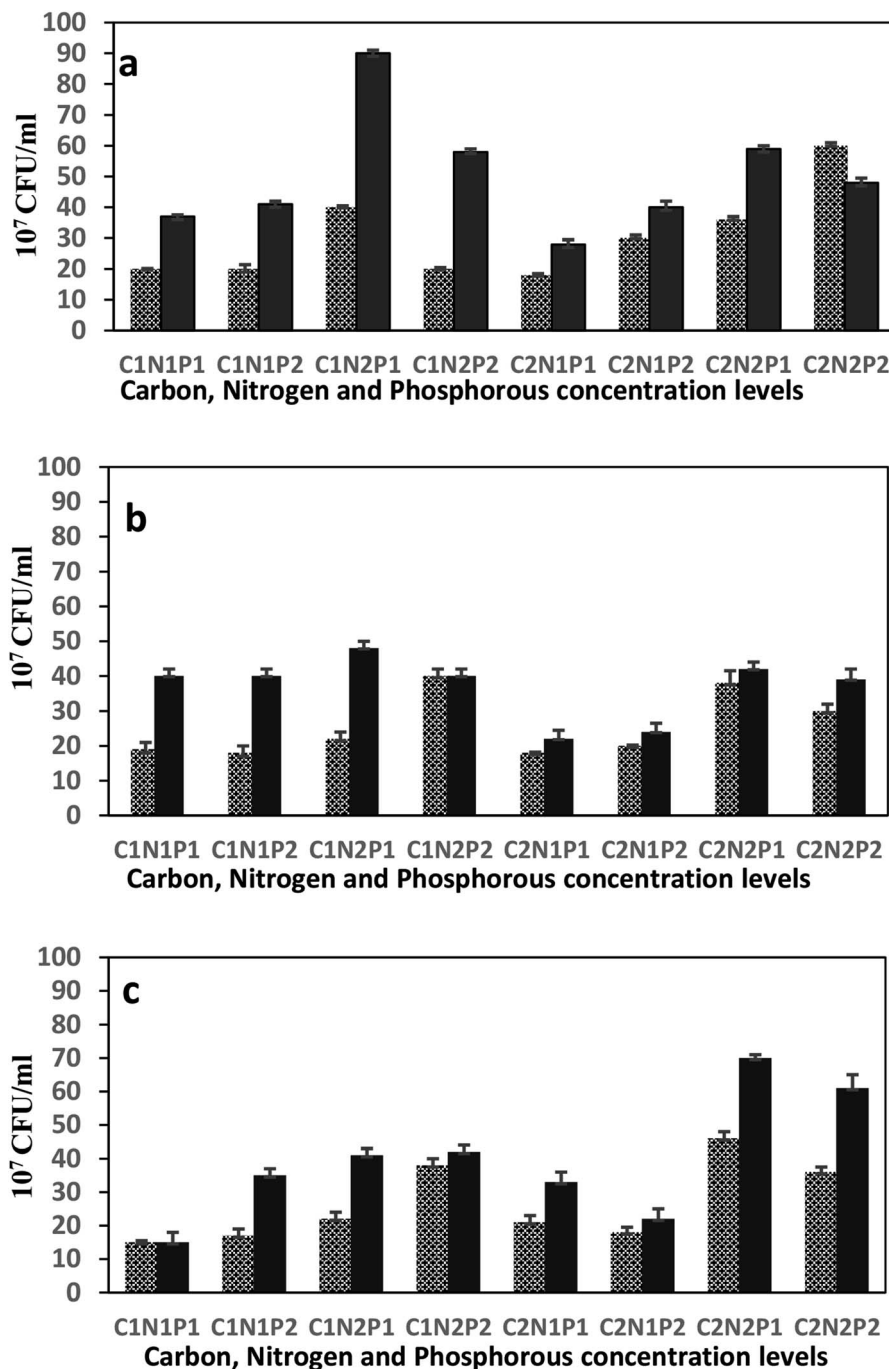 100
90
80
70
60
50
40
30
20
10
0
10⁷ CFU/ml
a
C1N1P1 C1N1P2 C1N2P1 C1N2P2 C2N1P1 C2N1P2 C2N2P1 C2N2P2
Carbon, Nitrogen and Phosphorous concentration levels
100
90
80
70
60
50
40
30
20
10
0
10⁷ CFU/ml
b
C1N1P1 C1N1P2 C1N2P1 C1N2P2 C2N1P1 C2N1P2 C2N2P1 C2N2P2
Carbon, Nitrogen and Phosphorous concentration levels
100
90
80
70
60
50
40
30
20
10
0
10⁷ CFU/ml
c
C1N1P1 C1N1P2 C1N2P1 C1N2P2 C2N1P1 C2N1P2 C2N2P1 C2N2P2
Carbon, Nitrogen and Phosphorous concentration levels